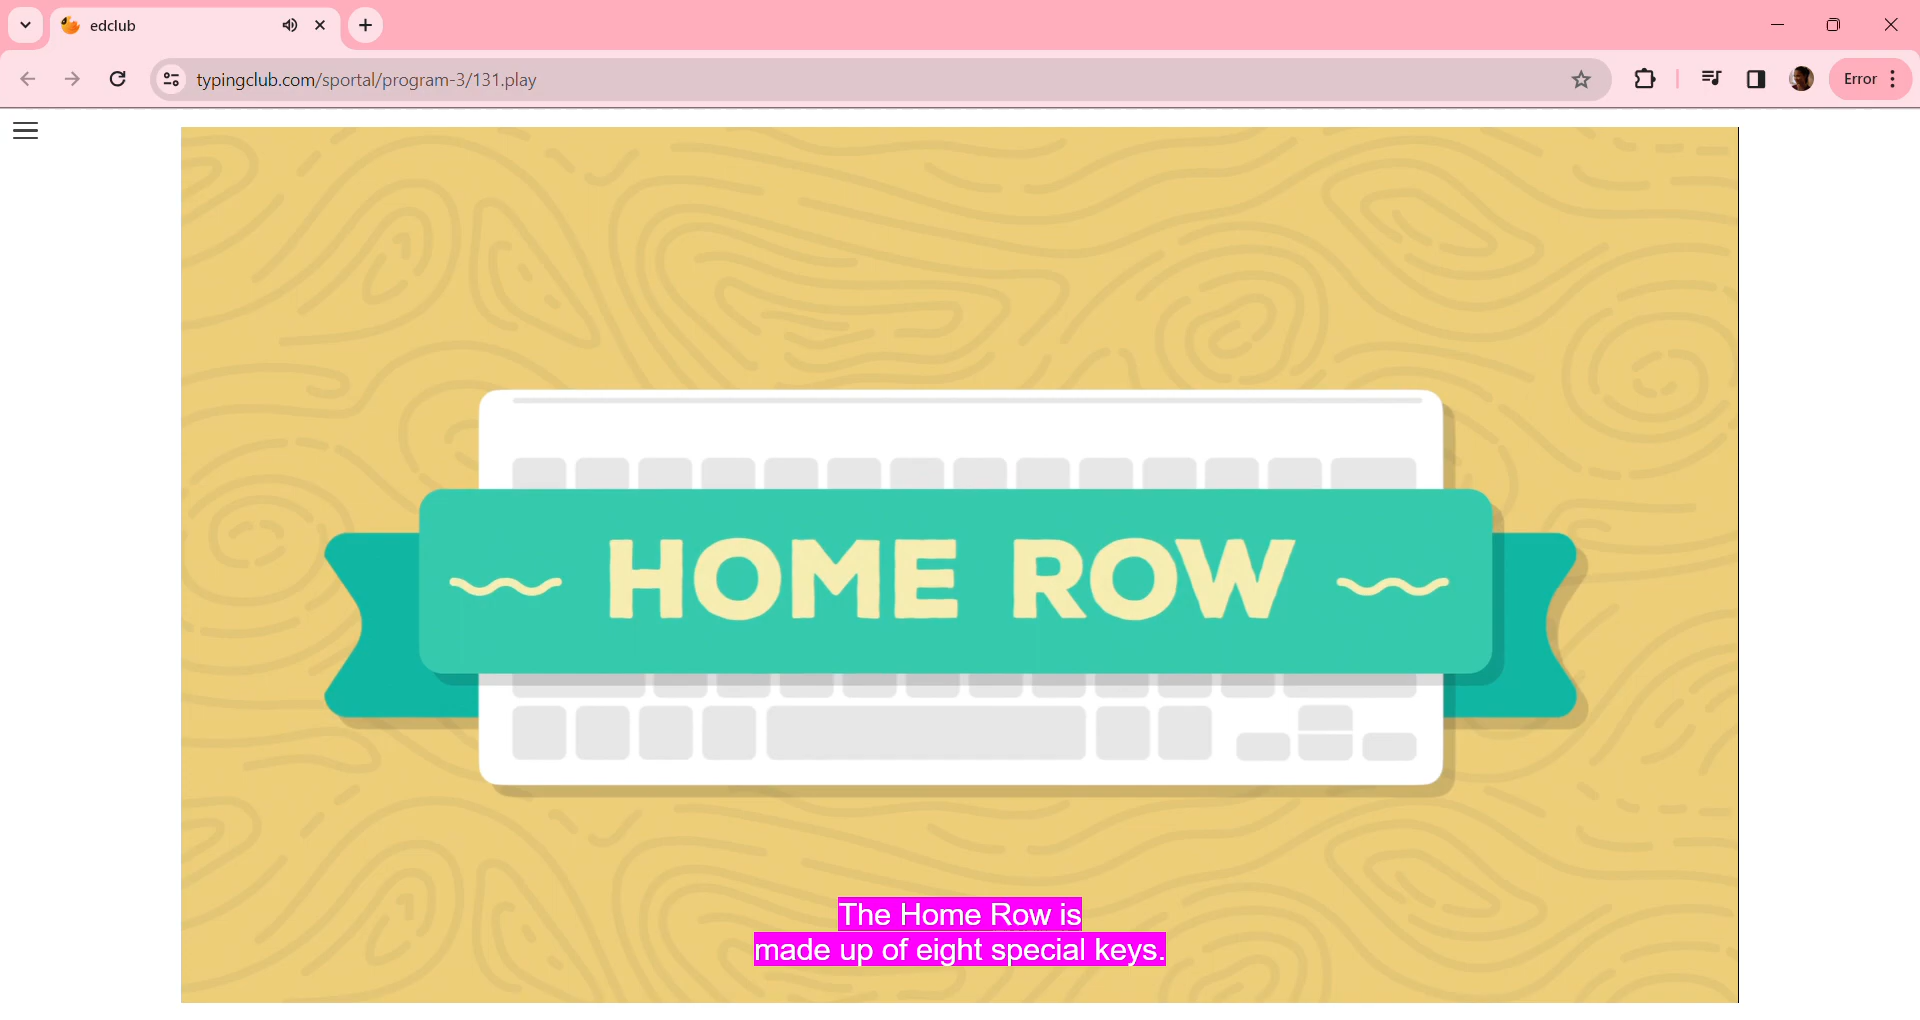 edclub
typingclub.com/sportal/program-3/131.play
Error
HOME ROW
The Home Row is
made up of eight special keys.